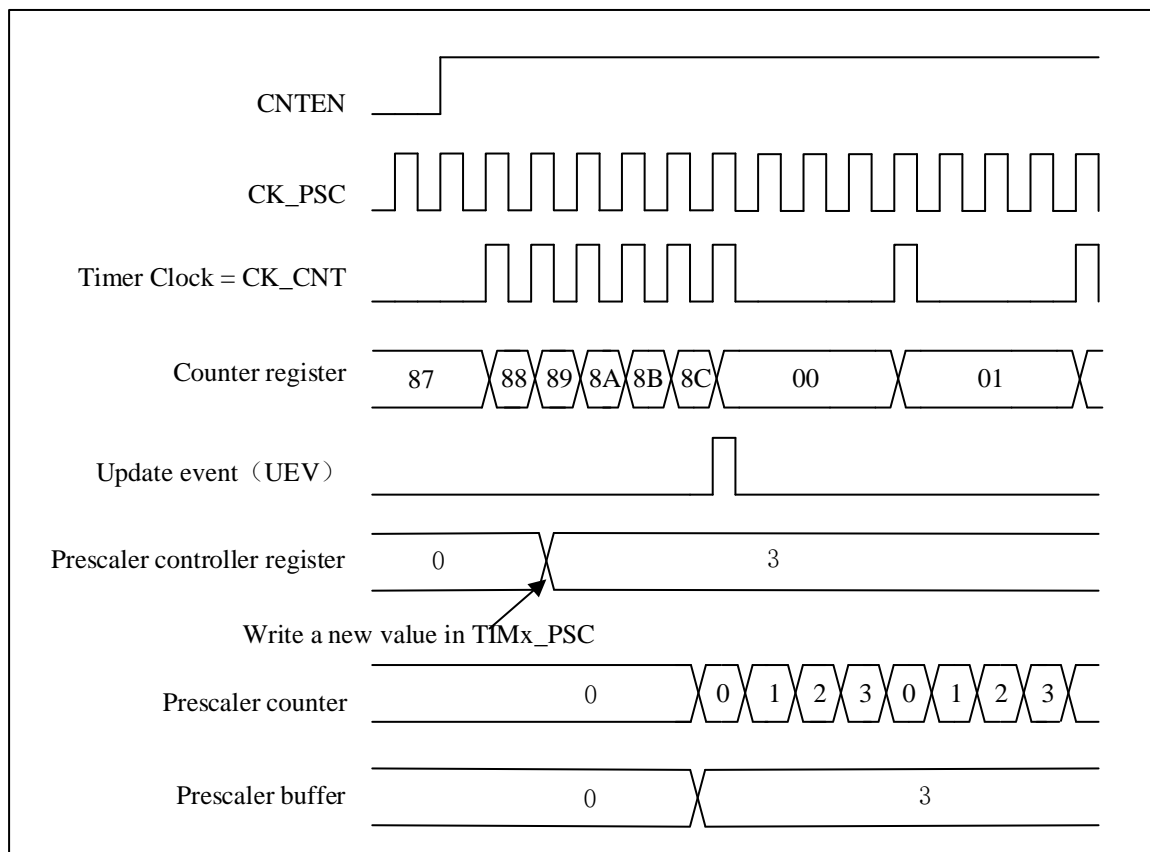 CNTEN
CK_PSC
Timer Clock = CK_CNT
Counter register 87 88 89 8A 8B 8C 00 01
Update event（UEV）
Prescaler controller register 0 3
Write a new value in TIMx_PSC
Prescaler counter 0 0 1 2 3 0 1 2 3
Prescaler buffer 0 3